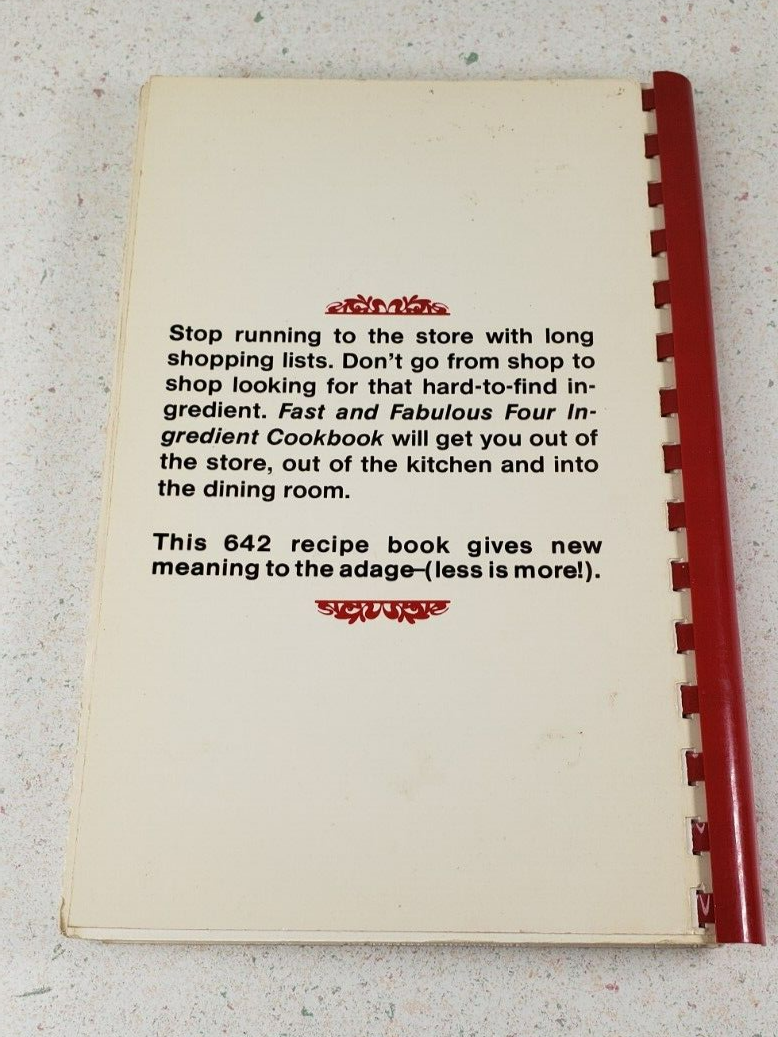 Stop running to the store with long
shopping lists. Don't go from shop to
shop looking for that hard-to-find in-
gredient. Fast and Fabulous Four In-
gredient Cookbook will get you out of
the store, out of the kitchen and into
the dining room.
This 642 recipe book gives new
meaning to the adage—(less is more!).